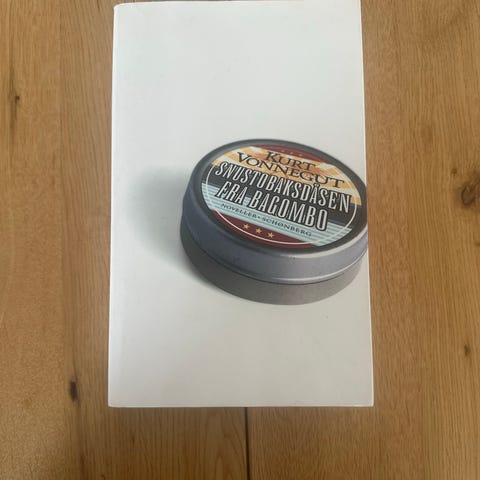 KURT
VONNEGUT
SNUSTOBAKSDÅSEN
FRA BAGOMBO
NOVELLER • SCHØNBERG